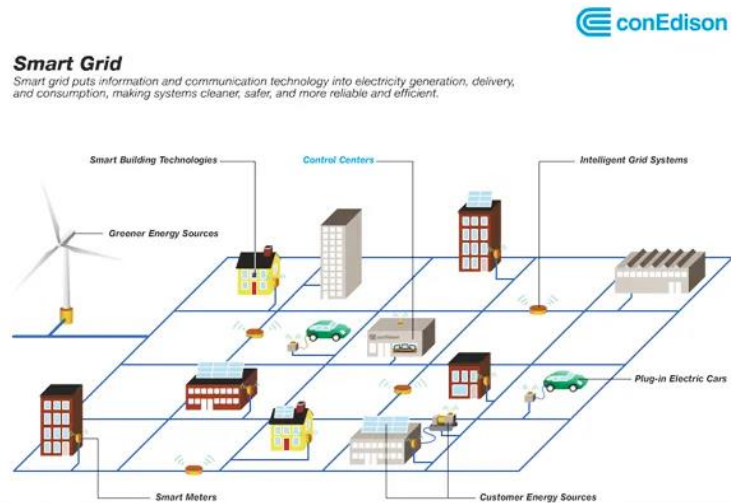 conEdison
Smart Grid
Smart grid puts information and communication technology into electricity generation, delivery,
and consumption, making systems cleaner, safer, and more reliable and efficient.
Smart Building Technologies
Control Centers
Intelligent Grid Systems
Greener Energy Sources
conEdison
Plug-in Electric Cars
Smart Meters
Customer Energy Sources